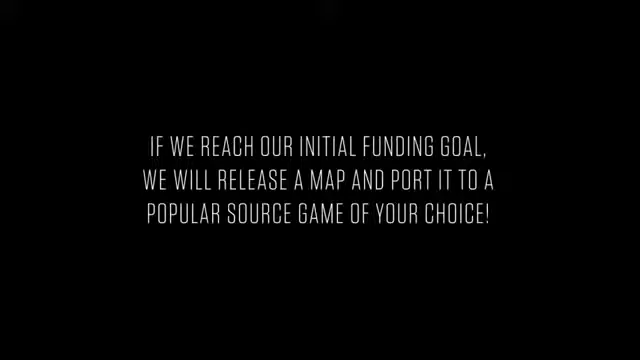 IF WE REACH OUR INITIAL FUNDING GOAL,
WE WILL RELEASE A MAP AND PORT IT TO A
POPULAR SOURCE GAME OF YOUR CHOICE!